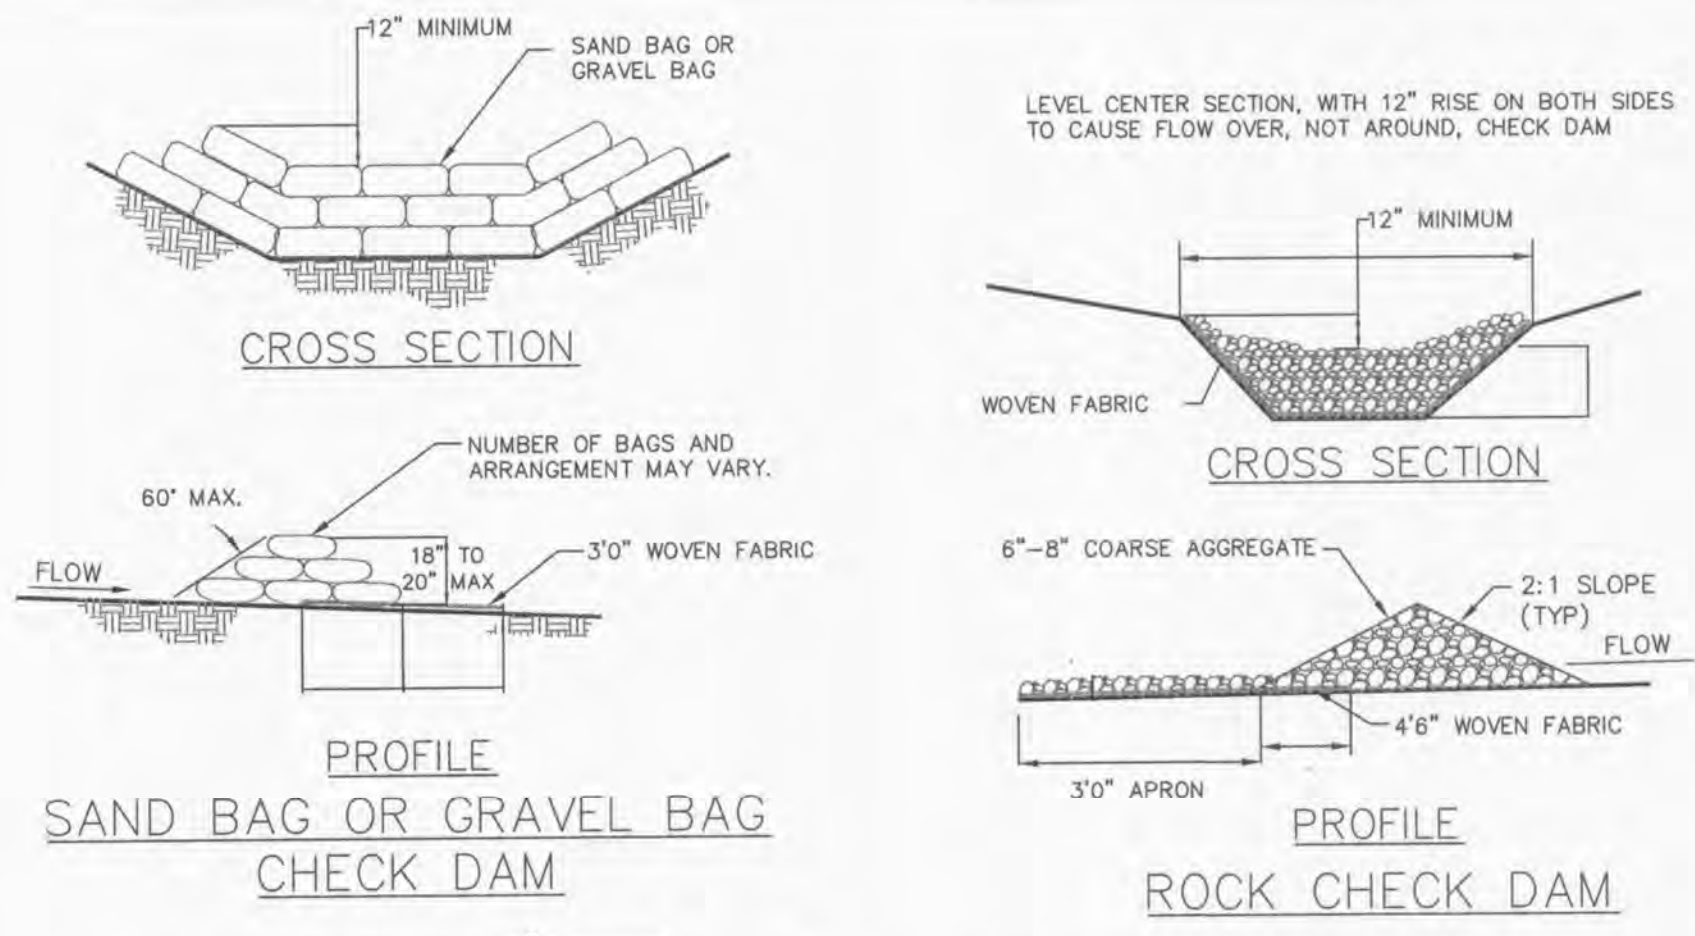 12" MINIMUM
SAND BAG OR
GRAVEL BAG
CROSS SECTION
NUMBER OF BAGS AND
ARRANGEMENT MAY VARY.
60° MAX.
FLOW
18" TO
20" MAX
3'0" WOVEN FABRIC
PROFILE
SAND BAG OR GRAVEL BAG
CHECK DAM
LEVEL CENTER SECTION, WITH 12" RISE ON BOTH SIDES
TO CAUSE FLOW OVER, NOT AROUND, CHECK DAM
12" MINIMUM
WOVEN FABRIC
CROSS SECTION
6"-8" COARSE AGGREGATE
2:1 SLOPE
(TYP)
FLOW
4'6" WOVEN FABRIC
3'0" APRON
PROFILE
ROCK CHECK DAM